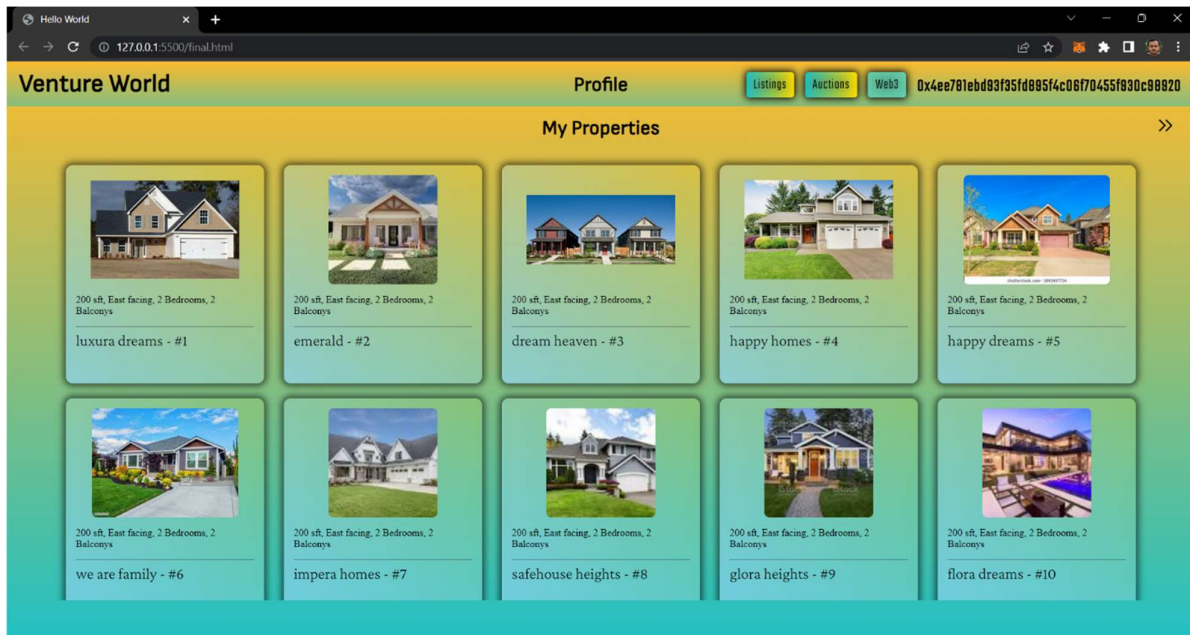 Hello World
127.0.0.1:5500/final.html
Venture World
Profile
Listings
Auctions
Web3
0x4ee781ebd93f35fd895f4c06f70455f930c98920
My Properties
200 sft, East facing, 2 Bedrooms, 2
Balconys
luxura dreams - #1
200 sft, East facing, 2 Bedrooms, 2
Balconys
emerald - #2
200 sft, East facing, 2 Bedrooms, 2
Balconys
dream heaven - #3
200 sft, East facing, 2 Bedrooms, 2
Balconys
happy homes - #4
200 sft, East facing, 2 Bedrooms, 2
Balconys
happy dreams - #5
200 sft, East facing, 2 Bedrooms, 2
Balconys
we are family - #6
200 sft, East facing, 2 Bedrooms, 2
Balconys
impera homes - #7
200 sft, East facing, 2 Bedrooms, 2
Balconys
safehouse heights - #8
iStock
200 sft, East facing, 2 Bedrooms, 2
Balconys
glora heights - #9
200 sft, East facing, 2 Bedrooms, 2
Balconys
flora dreams - #10